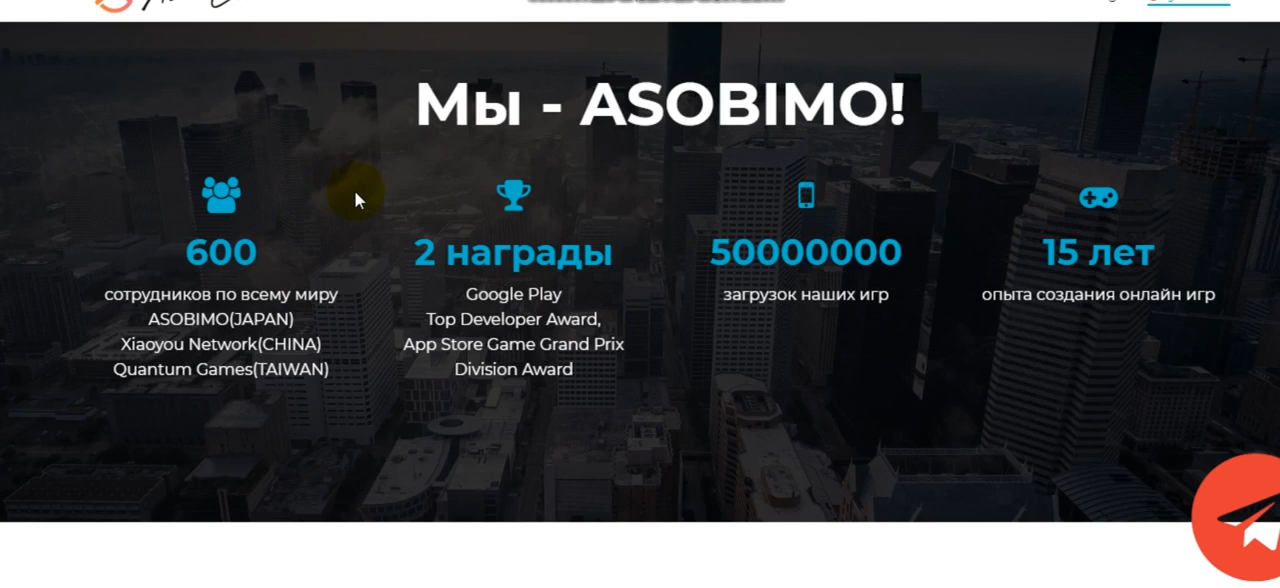 Мы - ASOBIMO!
600
сотрудников по всему миру
ASOBIMO(JAPAN)
Xiaoyou Network(CHINA)
Quantum Games(TAIWAN)
2 награды
Google Play
Top Developer Award,
App Store Game Grand Prix
Division Award
50000000
загрузок наших игр
15 лет
опыта создания онлайн игр